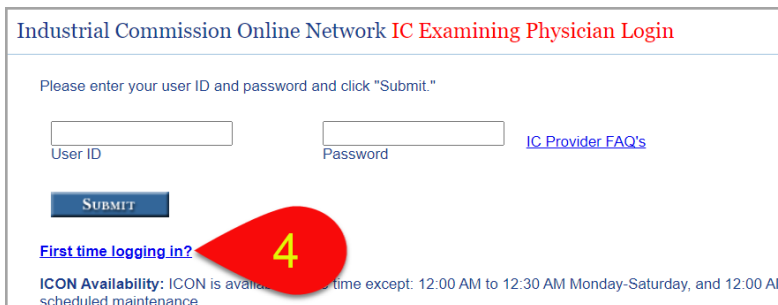 Industrial Commission Online Network IC Examining Physician Login
Please enter your user ID and password and click "Submit."
IC Provider FAQ's
User ID Password
SUBMIT
First time logging in? 4
ICON Availability: ICON is time except: 12:00 AM to 12:30 AM Monday-Saturday, and 12:00
scheduled maintenance